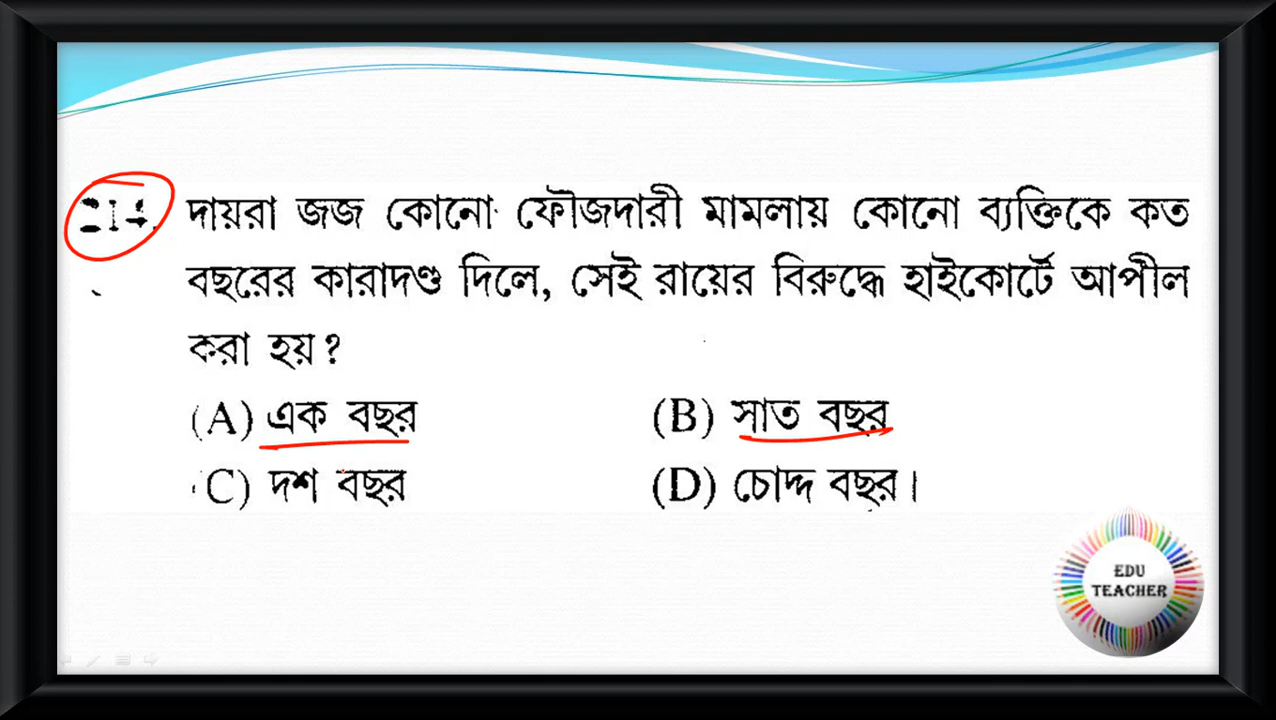 214. দায়রা জজ কোনো ফৌজদারী মামলায় কোনো ব্যক্তিকে কত
বছরের কারাদণ্ড দিলে, সেই রায়ের বিরুদ্ধে হাইকোর্টে আপীল
করা হয়?
(A) এক বছর (B) সাত বছর
(C) দশ বছর (D) চোদ্দ বছর।
EDU
TEACHER